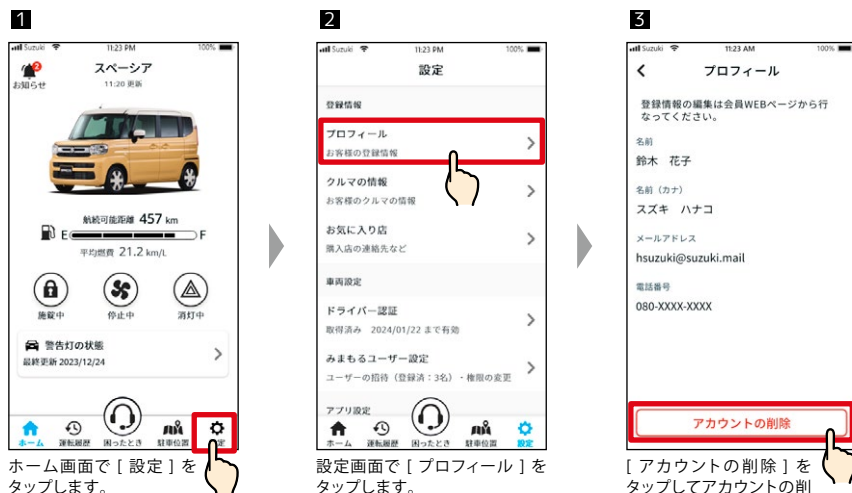 1
Suzuki 11:23 PM 100%
2
お知らせ
スペーシア
11:20 更新
航続可能距離 457 km
E F
平均燃費 21.2 km/L
施錠中 停止中 消灯中
警告灯の状態
最終更新 2023/12/24
ホーム 運転履歴 困ったとき 駐車位置
ホーム画面で [ 設定 ] を
タップします。
2
Suzuki 11:23 PM 100%
設定
登録情報
プロフィール
お客様の登録情報
クルマの情報
お客様のクルマの情報
お気に入り店
購入店の連絡先など
車両設定
ドライバー認証
取得済み 2024/01/22 まで有効
みまもるユーザー設定
ユーザーの招待（登録済：3名）・権限の変更
アプリ設定
ホーム 運転履歴 困ったとき 駐車位置 設定
設定画面で [ プロフィール ] を
タップします。
3
Suzuki 11:23 AM 100%
プロフィール
登録情報の編集は会員WEBページから行
なってください。
名前
鈴木 花子
名前（カナ）
スズキ ハナコ
メールアドレス
hsuzuki@suzuki.mail
電話番号
080-XXXX-XXXX
アカウントの削除
[ アカウントの削除 ] を
タップしてアカウントの削